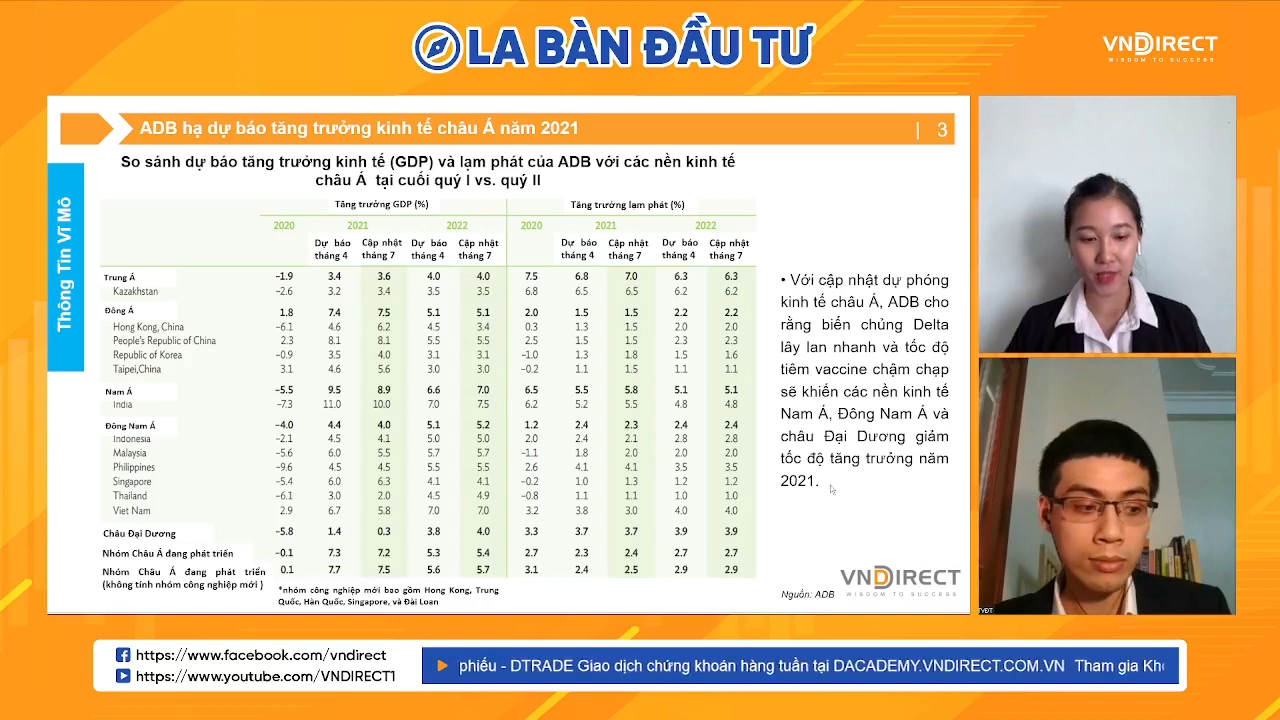 LA BÀN ĐẦU TƯ
VNDIRECT
WISDOM TO SUCCESS
ADB hạ dự báo tăng trưởng kinh tế châu Á năm 2021
| 3
Thông Tin Vĩ Mô
So sánh dự báo tăng trưởng kinh tế (GDP) và lạm phát của ADB với các nền kinh tế
châu Á tại cuối quý I vs. quý II
Tăng trưởng GDP (%) Tăng trưởng lạm phát (%)
2020 2021 2022 2020 2021 2022
Dự báo Cập nhật Dự báo Cập nhật Dự báo Cập nhật Dự báo Cập nhật
tháng 4 tháng 7 tháng 4 tháng 7 tháng 4 tháng 7 tháng 4 tháng 7
Trung Á −1.9 3.4 3.6 4.0 4.0 7.5 6.8 7.0 6.3 6.3
Kazakhstan −2.6 3.2 3.4 3.5 3.5 6.8 6.5 6.5 6.2 6.2
Đông Á 1.8 7.4 7.5 5.1 5.1 2.0 1.5 1.5 2.2 2.2
Hong Kong, China −6.1 4.6 6.2 4.5 3.4 0.3 1.3 1.5 2.0 2.0
People's Republic of China 2.3 8.1 8.1 5.5 5.5 2.5 1.5 1.5 2.3 2.3
Republic of Korea −0.9 3.5 4.0 3.1 3.1 −1.0 1.3 1.8 1.5 1.6
Taipei,China 3.1 4.6 5.6 3.0 3.0 −0.2 1.1 1.5 1.1 1.1
Nam Á −5.5 9.5 8.9 6.6 7.0 6.5 5.5 5.8 5.1 5.1
India −7.3 11.0 10.0 7.0 7.5 6.2 5.2 5.5 4.8 4.8
Đông Nam Á −4.0 4.4 4.0 5.1 5.2 1.2 2.4 2.3 2.4 2.4
Indonesia −2.1 4.5 4.1 5.0 5.0 2.0 2.4 2.1 2.8 2.8
Malaysia −5.6 6.0 5.5 5.7 5.7 −1.1 1.8 2.0 2.0 2.0
Philippines −9.6 4.5 4.5 5.5 5.5 2.6 4.1 4.1 3.5 3.5
Singapore −5.4 6.0 6.3 4.1 4.1 −0.2 1.0 1.3 1.2 1.2
Thailand −6.1 3.0 2.0 4.5 4.9 −0.8 1.1 1.1 1.0 1.0
Viet Nam 2.9 6.7 5.8 7.0 7.0 3.2 3.8 3.0 4.0 4.0
Châu Đại Dương −5.8 1.4 0.3 3.8 4.0 3.3 3.7 3.7 3.9 3.9
Nhóm Châu Á đang phát triển −0.1 7.3 7.2 5.3 5.4 2.7 2.3 2.4 2.7 2.7
Nhóm Châu Á đang phát triển 0.1 7.7 7.5 5.6 5.7 3.1 2.4 2.5 2.9 2.9
(không tính nhóm công nghiệp mới )
*nhóm công nghiệp mới bao gồm Hong Kong, Trung
Quốc, Hàn Quốc, Singapore, và Đài Loan
• Với cập nhật dự phóng
kinh tế châu Á, ADB cho
rằng biến chủng Delta
lây lan nhanh và tốc độ
tiêm vaccine chậm chạp
sẽ khiến các nền kinh tế
Nam Á, Đông Nam Á và
châu Đại Dương giảm
tốc độ tăng trưởng năm
2021.
VNDIRECT
WISDOM TO SUCCESS
Nguồn: ADB
TVĐT
https://www.facebook.com/vndirect
https://www.youtube.com/VNDIRECT1
phiếu - DTRADE Giao dịch chứng khoán hàng tuần tại DACADEMY.VNDIRECT.COM.VN Tham gia